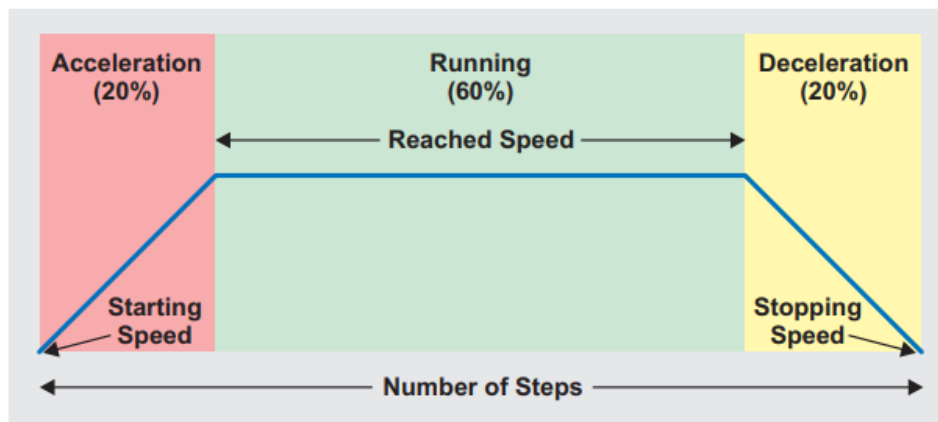 Acceleration
(20%)
Running
(60%)
Deceleration
(20%)
Reached Speed
Starting
Speed
Stopping
Speed
Number of Steps